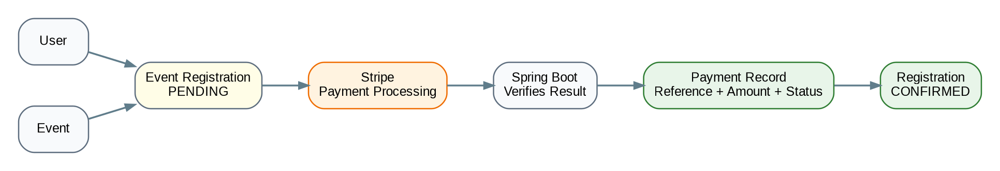 User
Event
Event Registration
PENDING
Stripe
Payment Processing
Spring Boot
Verifies Result
Payment Record
Reference + Amount + Status
Registration
CONFIRMED